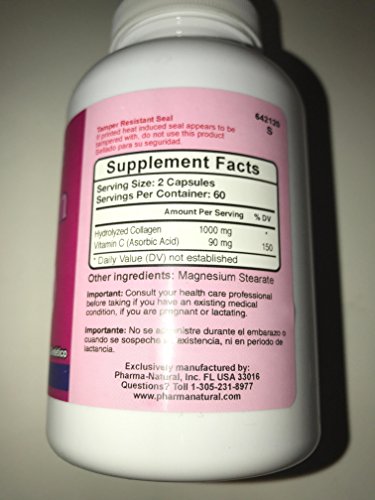 Tamper Resistant Seal
If printed heat induced seal appears to be
tampered with, do not use this product
Sellado para su seguridad.
642120
S
Supplement Facts
Serving Size: 2 Capsules
Servings Per Container: 60
Amount Per Serving % DV
Hydrolyzed Collagen 1000 mg *
Vitamin C (Asorbic Acid) 90 mg 150
* Daily Value (DV) not established
Other ingredients: Magnesium Stearate
Important: Consult your health care professional
before taking if you have an existing medical
condition, if you are pregnant or lactating.
Importante: No se administre durante el embarazo o
cuando se sospeche su existencia, ni en periodo de
lactancia.
Exclusively manufactured by:
Pharma-Natural, Inc. FL USA 33016
Questions? Toll 1-305-231-8977
www.pharmanatural.com